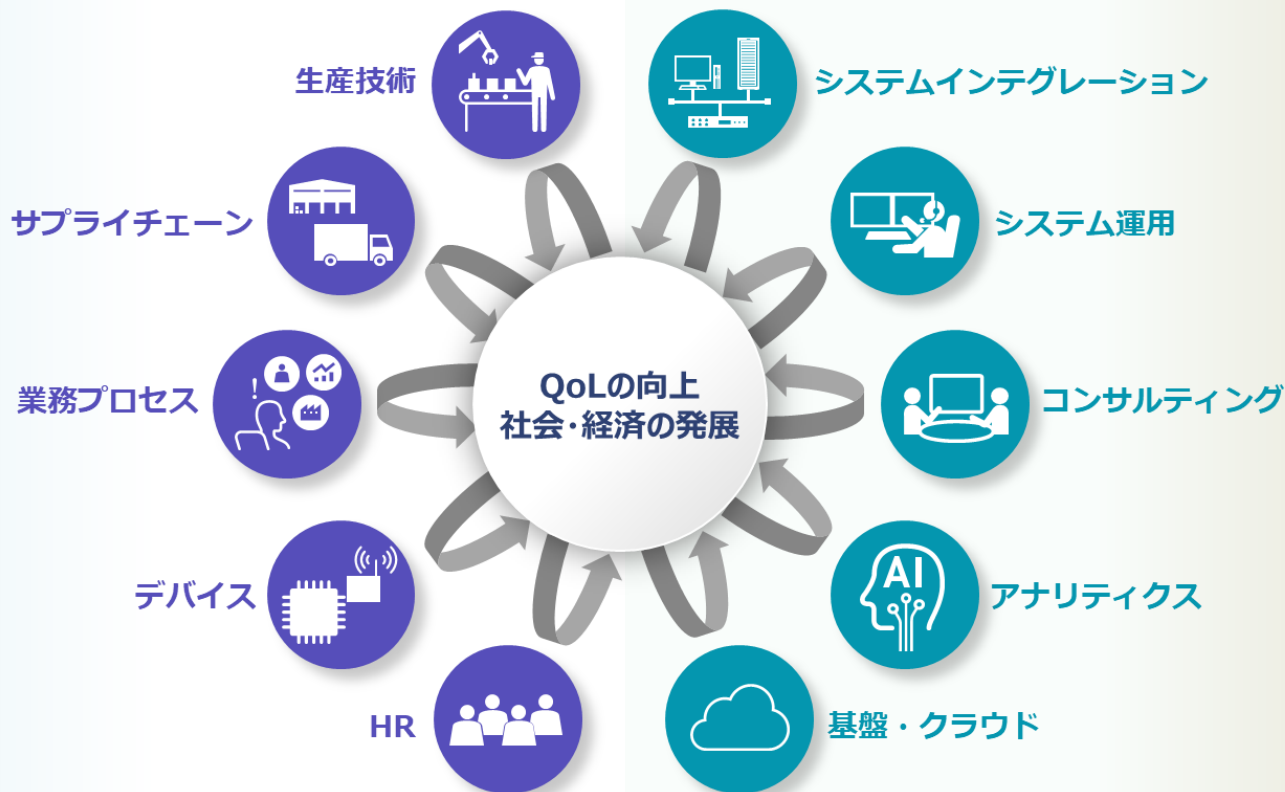 生産技術
システムインテグレーション
サプライチェーン
システム運用
業務プロセス
QoLの向上
社会・経済の発展
コンサルティング
デバイス
AI
アナリティクス
HR
基盤・クラウド